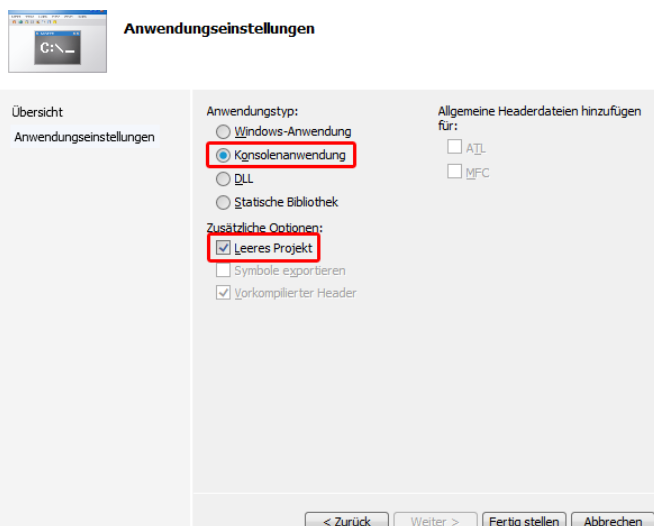 C:\_
Anwendungseinstellungen
Übersicht
Anwendungseinstellungen
Anwendungstyp:
Windows-Anwendung
Konsolenanwendung
DLL
Statische Bibliothek
Zusätzliche Optionen:
Leeres Projekt
Symbole exportieren
Vorkompilierter Header
Allgemeine Headerdateien hinzufügen
für:
ATL
MFC
< Zurück
Weiter >
Fertig stellen
Abbrechen